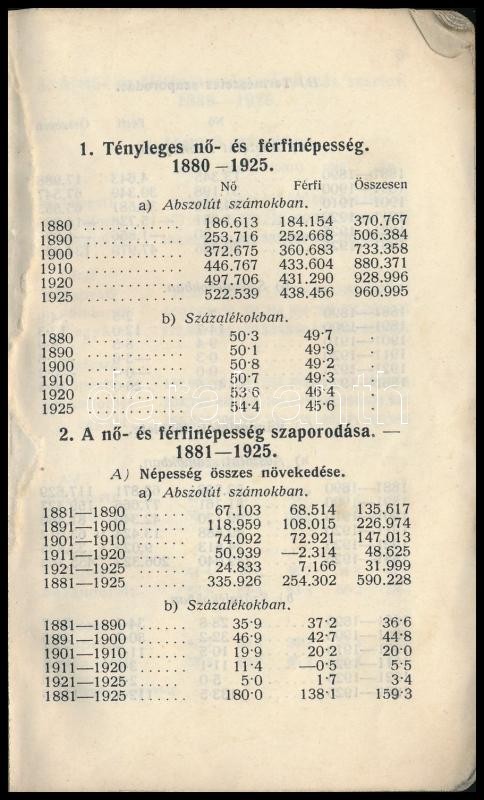 1. Tényleges nő- és férfinépesség.
1880—1925.
Nő Férfi Összesen
a) Abszolút számokban.
1880 . . . . . . . . . . . . 186.613 184.154 370.767
1890 . . . . . . . . . . . . 253.716 252.668 506.384
1900 . . . . . . . . . . . . 372.675 360.683 733.358
1910 . . . . . . . . . . . . 446.767 433.604 880.371
1920 . . . . . . . . . . . . 497.706 431.290 928.996
1925 . . . . . . . . . . . . 522.539 438.456 960.995
b) Százalékokban.
1880 . . . . . . . . . . . . 50·3 49·7 .
1890 . . . . . . . . . . . . 50·1 49·9 .
1900 . . . . . . . . . . . . 50·8 49·2 .
1910 . . . . . . . . . . . . 50·7 49·3 .
1920 . . . . . . . . . . . . 53·6 46·4 .
1925 . . . . . . . . . . . . 54·4 45·6 .
2. A nő- és férfinépesség szaporodása. —
1881—1925.
A) Népesség összes növekedése.
a) Abszolút számokban.
1881—1890 . . . . . . 67.103 68.514 135.617
1891—1900 . . . . . . 118.959 108.015 226.974
1901—1910 . . . . . . 74.092 72.921 147.013
1911—1920 . . . . . . 50.939 —2.314 48.625
1921—1925 . . . . . . 24.833 7.166 31.999
1881—1925 . . . . . . 335.926 254.302 590.228
b) Százalékokban.
1881—1890 . . . . . . 35·9 37·2 36·6
1891—1900 . . . . . . 46·9 42·7 44·8
1901—1910 . . . . . . 19·9 20·2 20·0
1911—1920 . . . . . . 11·4 —0·5 5·5
1921—1925 . . . . . . 5·0 1·7 3·4
1881—1925 . . . . . . 180·0 138·1 159·3